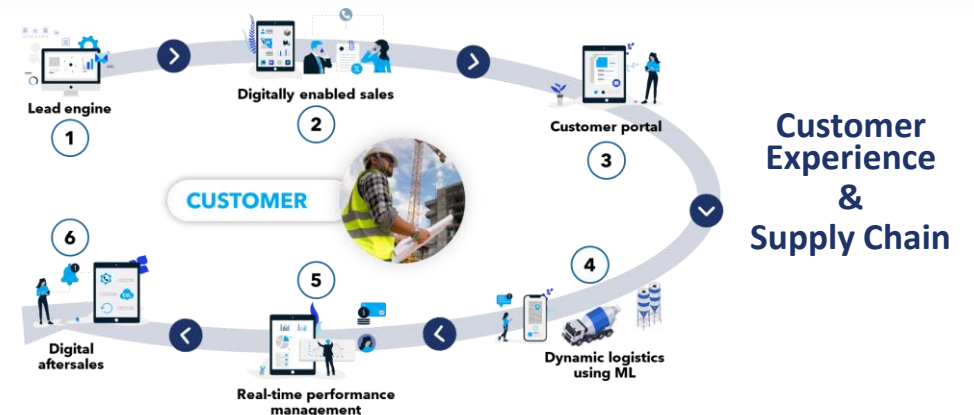 Lead engine
1
Digitally enabled sales
2
Customer portal
3
Customer
Experience
&
Supply Chain
CUSTOMER
4
Dynamic logistics
using ML
5
Real-time performance
management
6
Digital
aftersales